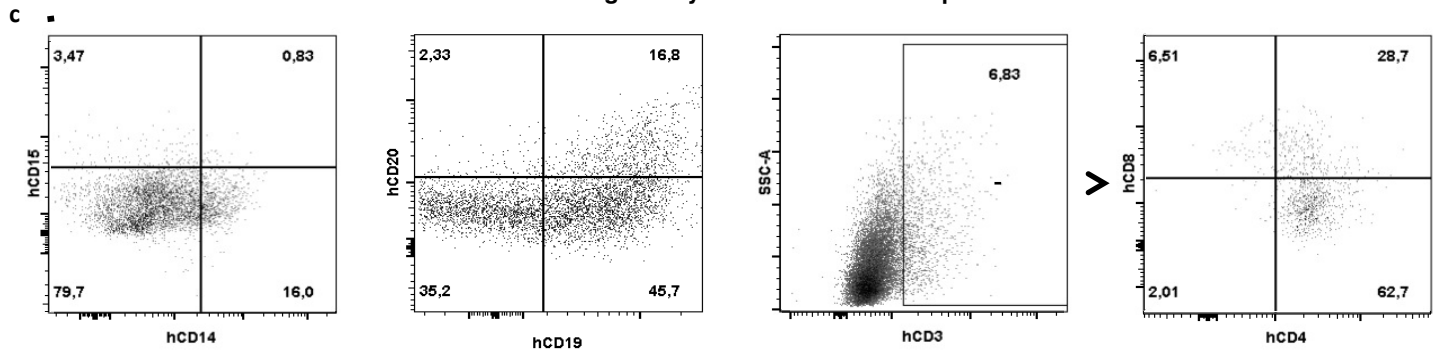 c
3,47
0,83
79,7
16,0
hCD15
hCD14
2,33
16,8
35,2
45,7
hCD20
hCD19
6,83
SSC-A
hCD3
>
6,51
28,7
2,01
62,7
hCD8
hCD4